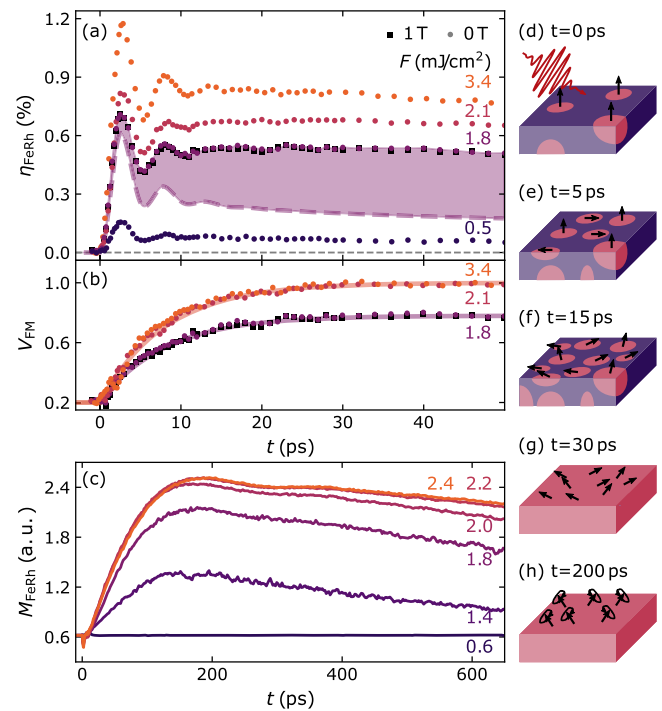 (a)
■ 1 T ● 0 T
F (mJ/cm²)
3.4
2.1
1.8
0.5
1.2
0.9
0.6
0.3
0.0
η_FeRh (%)
(b)
3.4
2.1
1.8
1.0
0.6
0.2
V_FM
0 10 20 30 40
t (ps)
(c)
2.4 2.2
2.0
1.8
1.4
0.6
2.4
1.8
1.2
0.6
M_FeRh (a. u.)
0 200 400 600
t (ps)
(d) t=0 ps
(e) t=5 ps
(f) t=15 ps
(g) t=30 ps
(h) t=200 ps